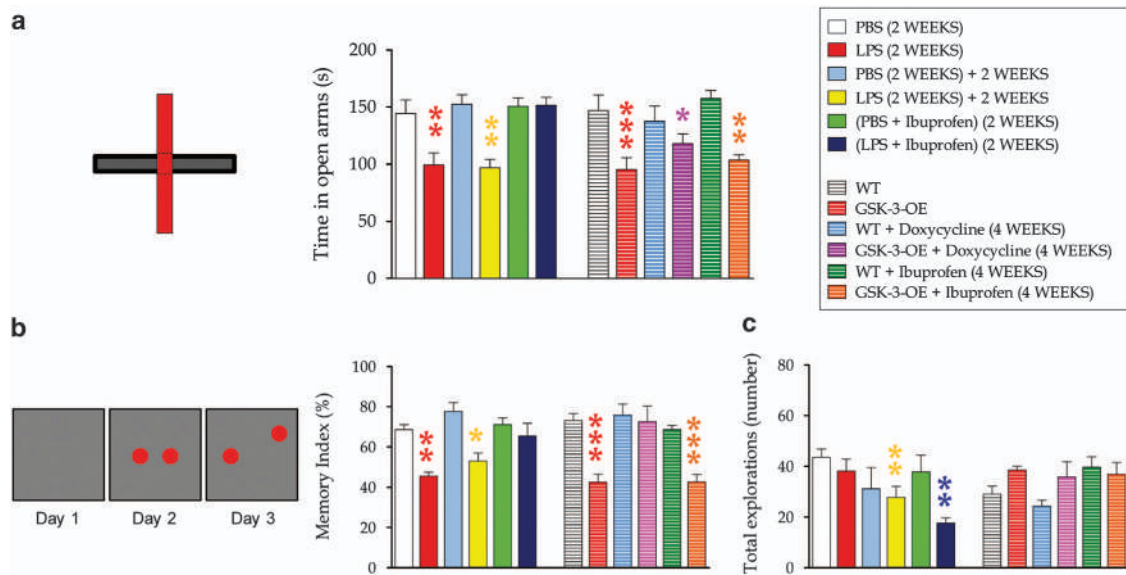 a
Time in open arms (s)
200
150
100
50
0
**
**
***
*
**
PBS (2 WEEKS)
LPS (2 WEEKS)
PBS (2 WEEKS) + 2 WEEKS
LPS (2 WEEKS) + 2 WEEKS
(PBS + Ibuprofen) (2 WEEKS)
(LPS + Ibuprofen) (2 WEEKS)
WT
GSK-3-OE
WT + Doxycycline (4 WEEKS)
GSK-3-OE + Doxycycline (4 WEEKS)
WT + Ibuprofen (4 WEEKS)
GSK-3-OE + Ibuprofen (4 WEEKS)
b
Day 1
Day 2
Day 3
Memory Index (%)
100
80
60
40
20
0
**
*
***
***
c
Total explorations (number)
80
60
40
20
0
**
**